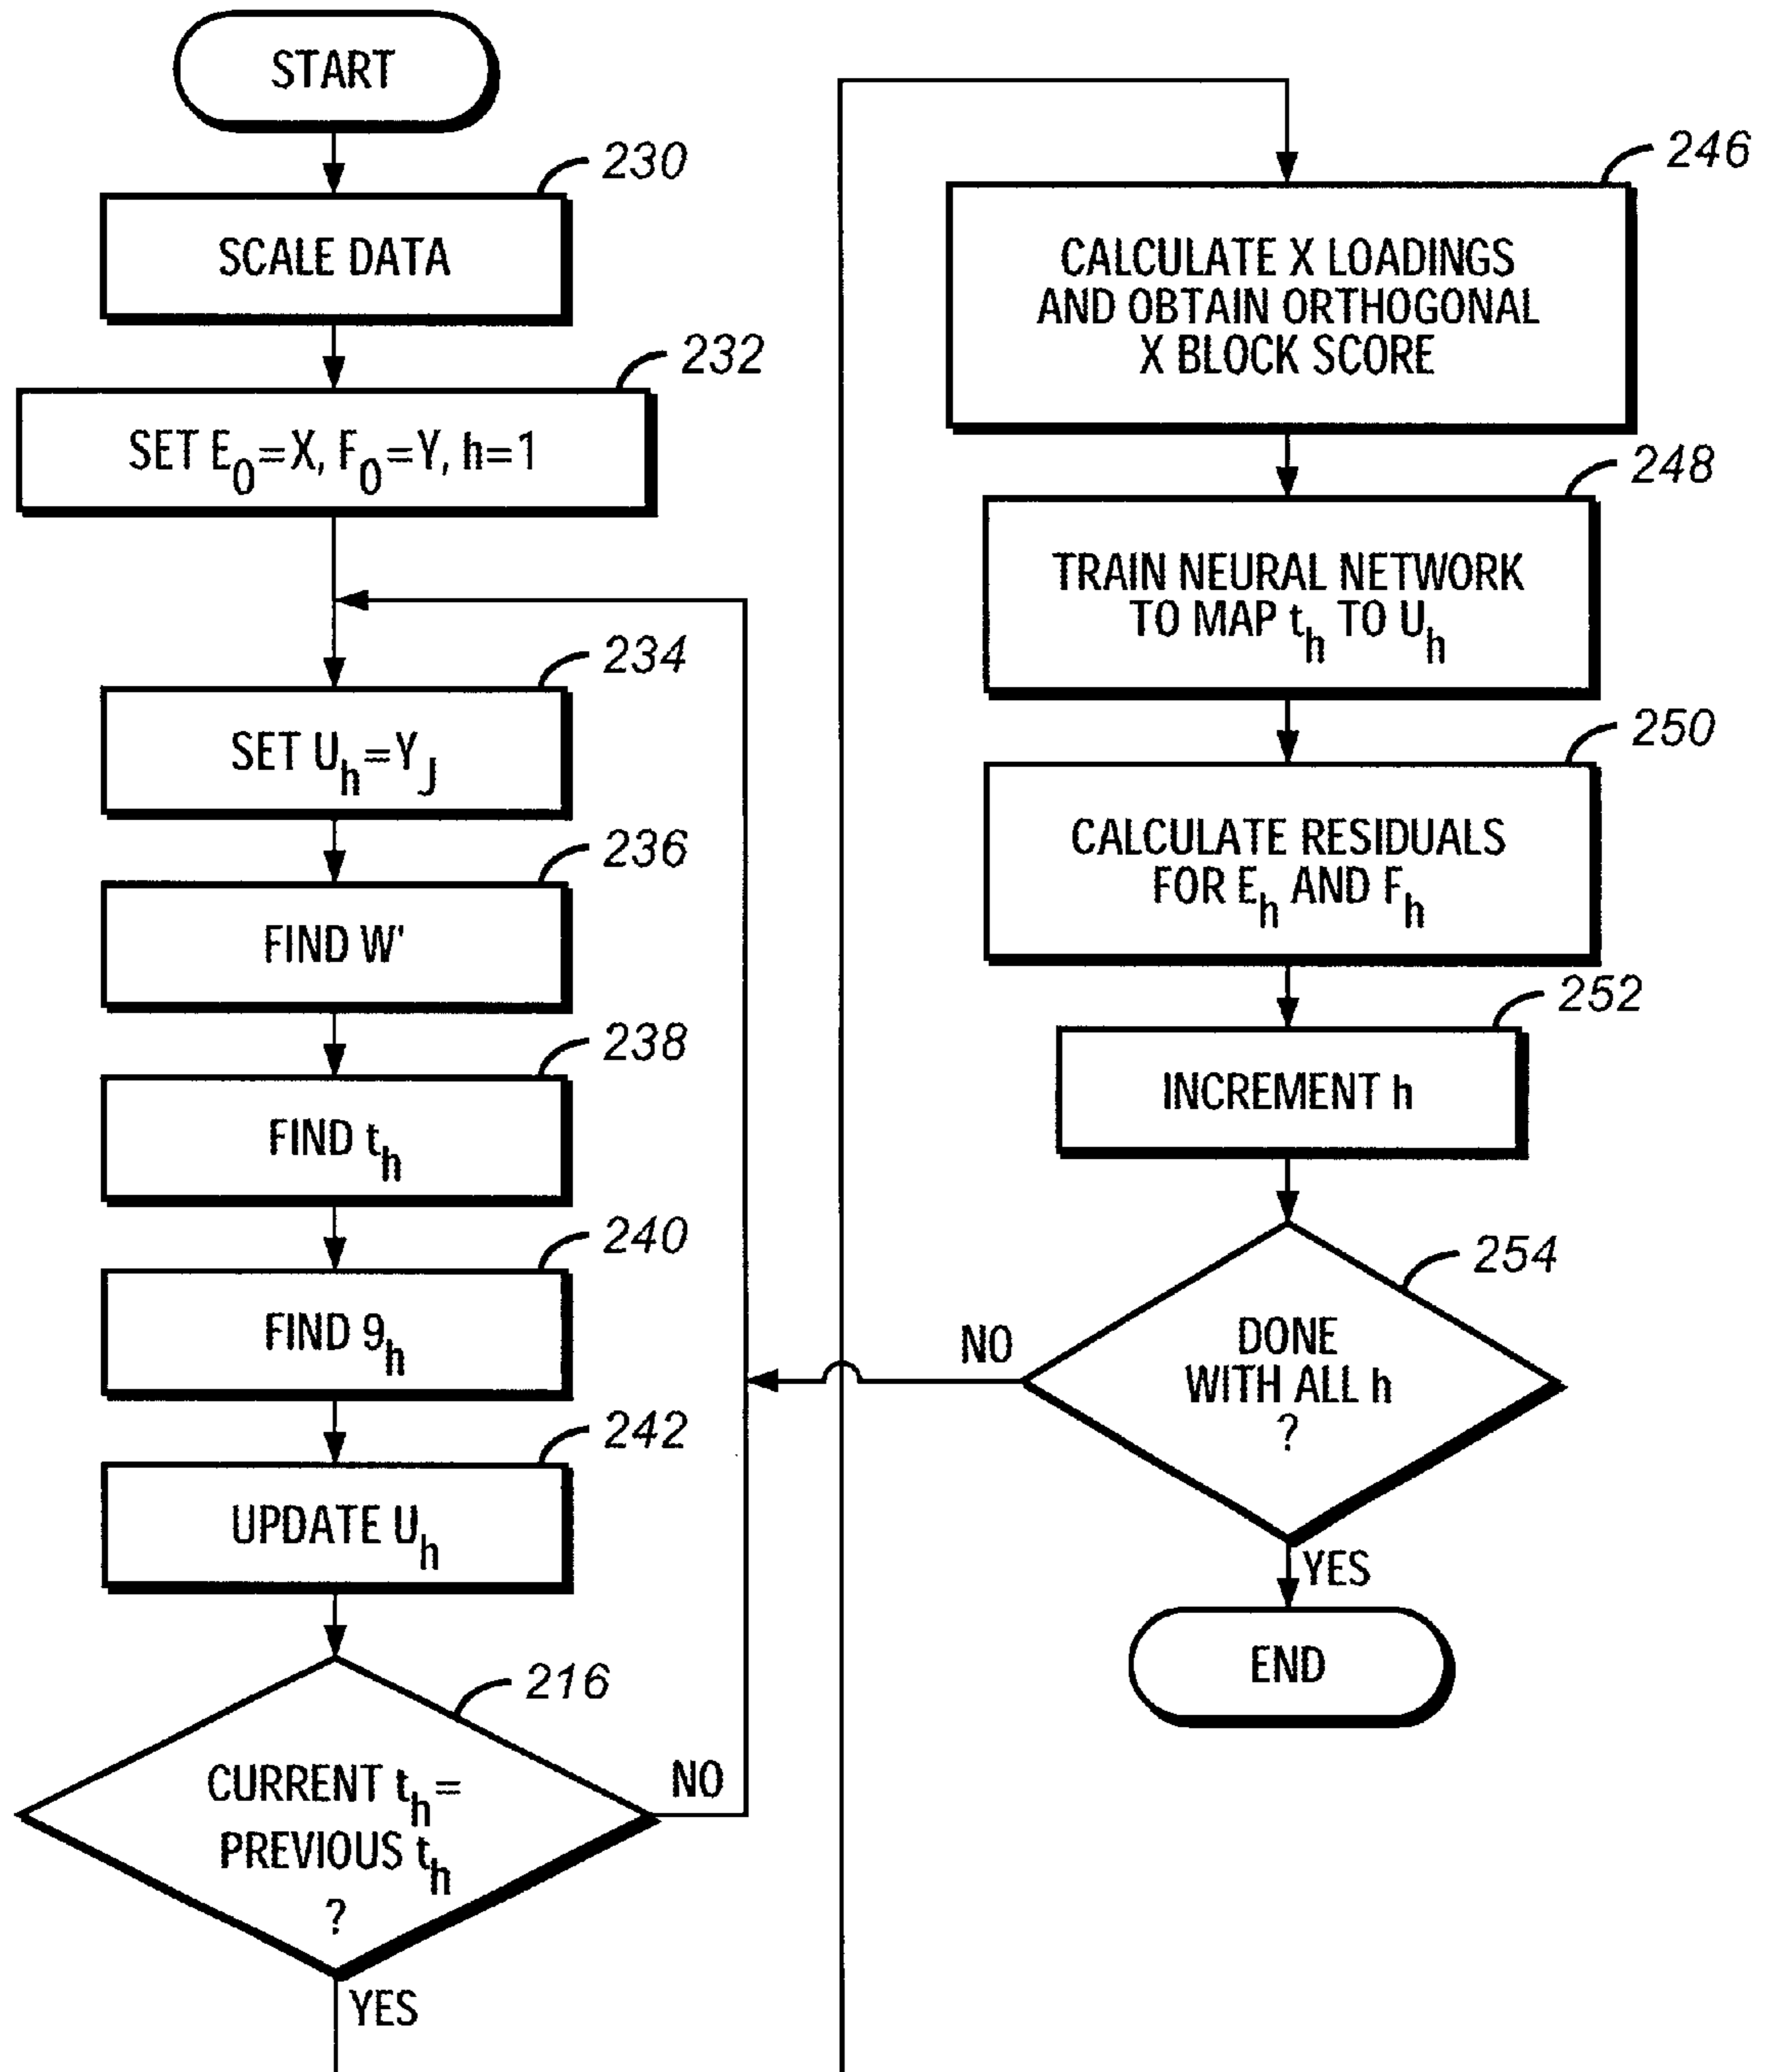 START
230
SCALE DATA
232
SET E0=X, F0=Y, h=1
234
SET Uh=YJ
236
FIND W'
238
FIND th
240
FIND 9h
242
UPDATE Uh
216
CURRENT th=
PREVIOUS th
?
NO
YES
246
CALCULATE X LOADINGS
AND OBTAIN ORTHOGONAL
X BLOCK SCORE
248
TRAIN NEURAL NETWORK
TO MAP th TO Uh
250
CALCULATE RESIDUALS
FOR Eh AND Fh
252
INCREMENT h
254
DONE
WITH ALL h
?
NO
YES
END